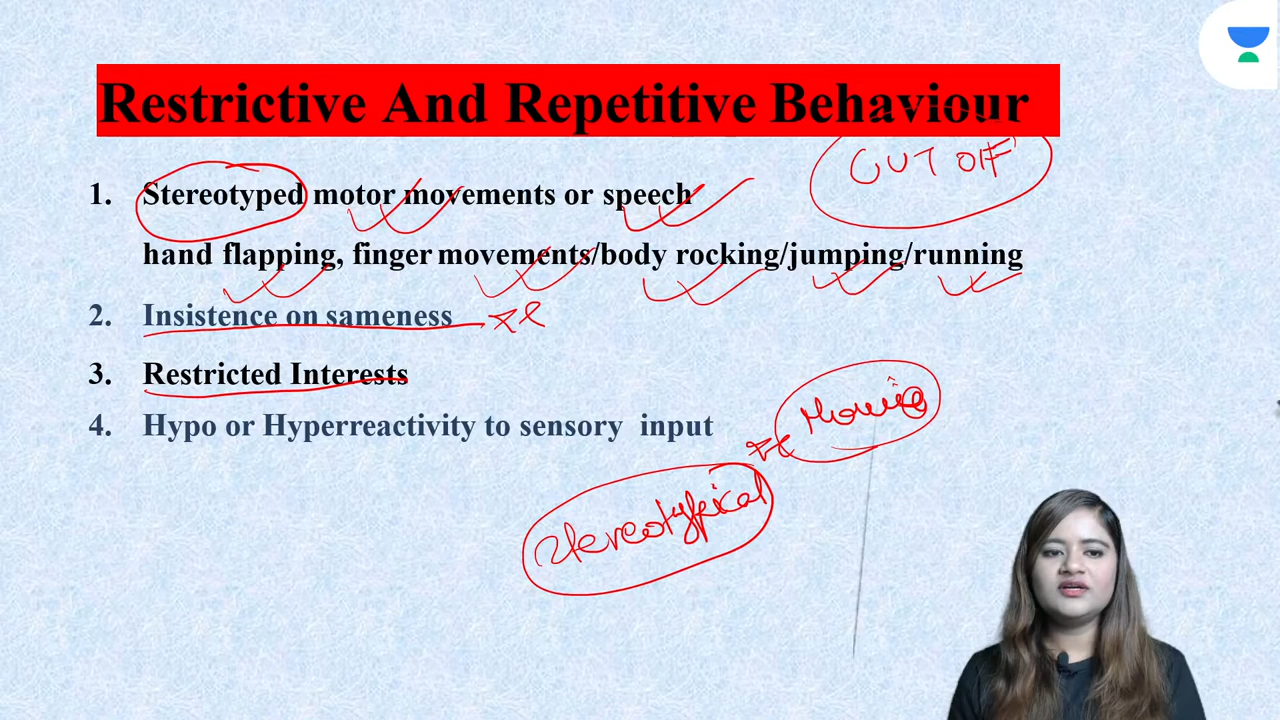 Restrictive And Repetitive Behaviour
CUT OFF
1. Stereotyped motor movements or speech
hand flapping, finger movements/body rocking/jumping/running
2. Insistence on sameness
3. Restricted Interests
4. Hypo or Hyperreactivity to sensory input
Stereotypical